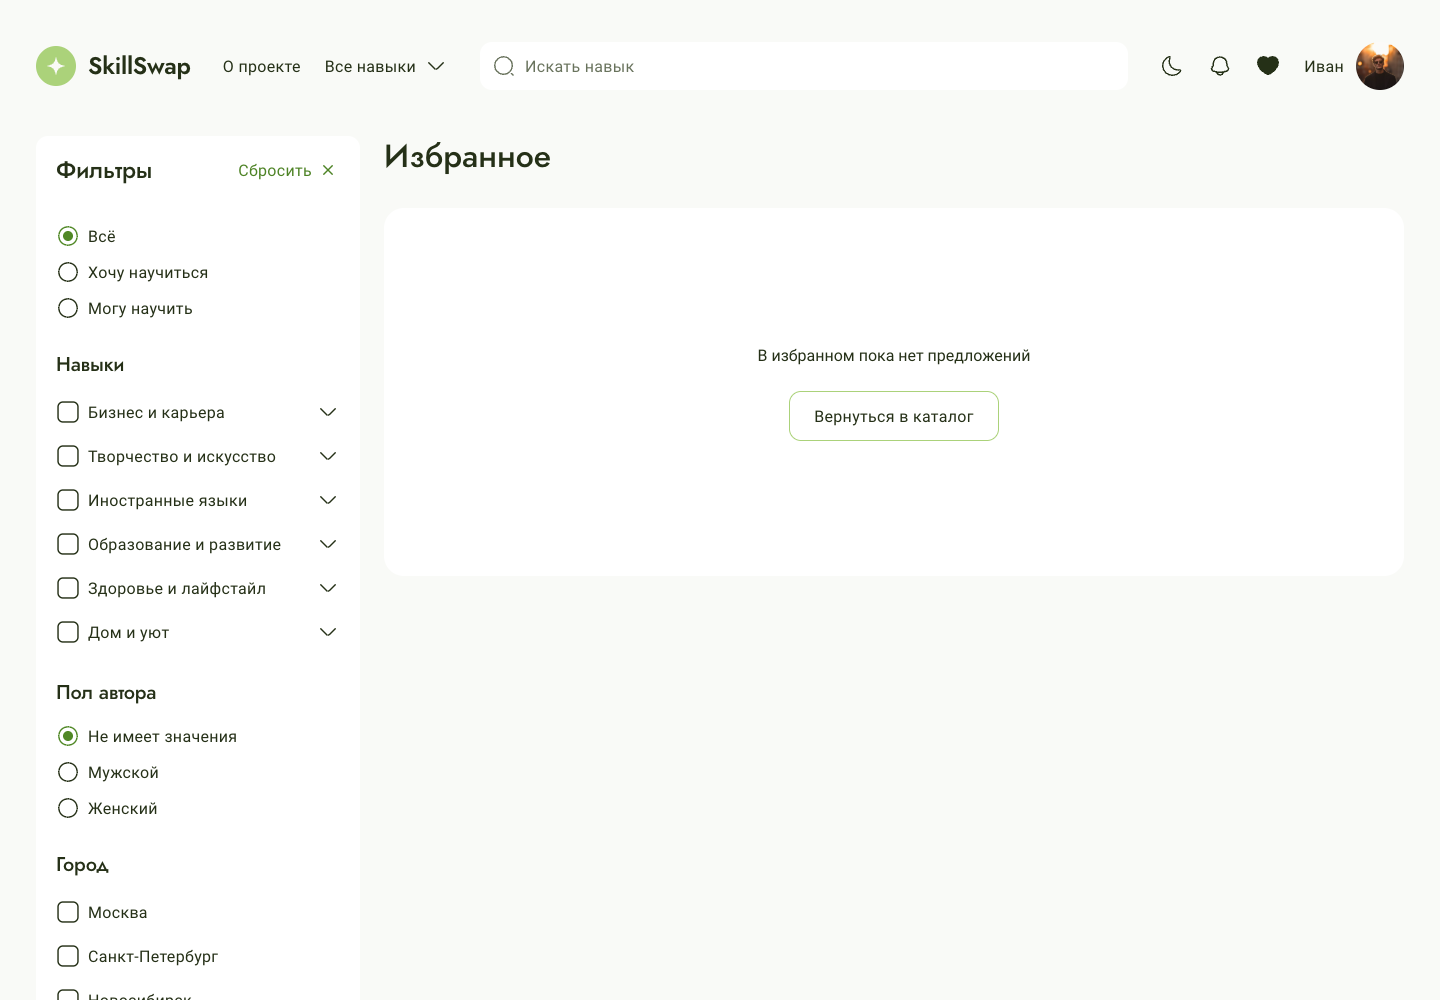 SkillSwap
О проекте
Все навыки
Искать навык
Иван
Фильтры
Сбросить
Всё
Хочу научиться
Могу научить
Навыки
Бизнес и карьера
Творчество и искусство
Иностранные языки
Образование и развитие
Здоровье и лайфстайл
Дом и уют
Пол автора
Не имеет значения
Мужской
Женский
Город
Москва
Санкт-Петербург
Новосибирск
Избранное
В избранном пока нет предложений
Вернуться в каталог